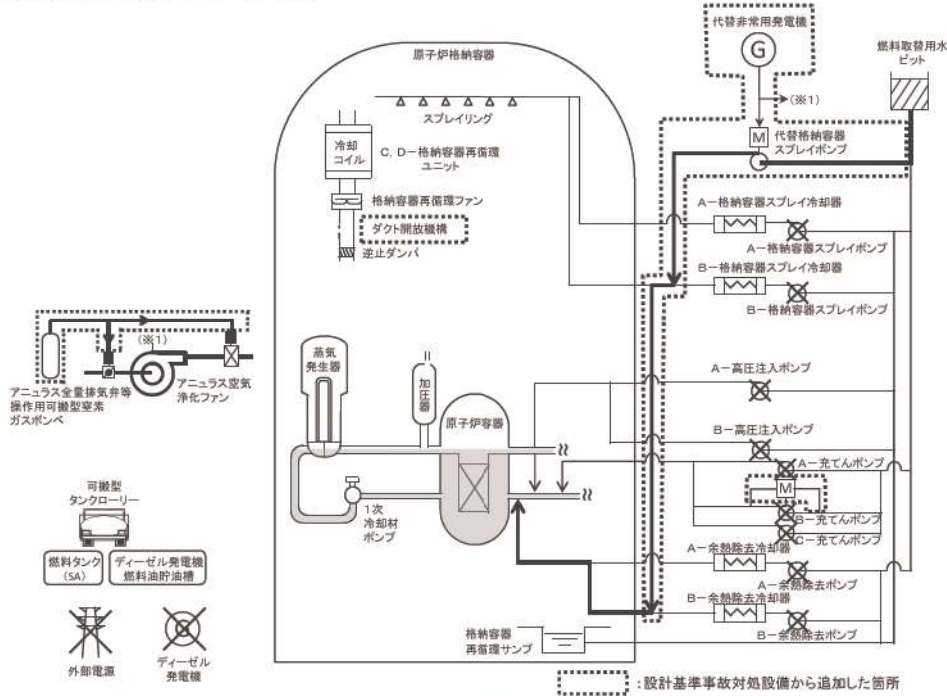 代替非常用発電機
G
燃料取替用水
ピット
原子炉格納容器
(※1)
スプレイリング
M
代替格納容器
スプレイポンプ
冷却
コイル
C,D－格納容器再循環
ユニット
格納容器再循環ファン
ダクト開放機構
逆止ダンパ
A－格納容器スプレイ冷却器
A－格納容器スプレイポンプ
B－格納容器スプレイ冷却器
B－格納容器スプレイポンプ
(※1)
アニュラス全量排気弁等
操作用可搬型窒素
ガスボンベ
アニュラス空気
浄化ファン
蒸気
発生器
加圧器
原子炉容器
A－高圧注入ポンプ
B－高圧注入ポンプ
A－充てんポンプ
M
B－充てんポンプ
C－充てんポンプ
1次
冷却材
ポンプ
可搬型
タンクローリー
燃料タンク
(SA)
ディーゼル発電機
燃料油貯油槽
A－余熱除去冷却器
A－余熱除去ポンプ
B－余熱除去冷却器
B－余熱除去ポンプ
格納容器
再循環サンプ
外部電源
ディーゼル
発電機
：設計基準事故対処設備から追加した箇所